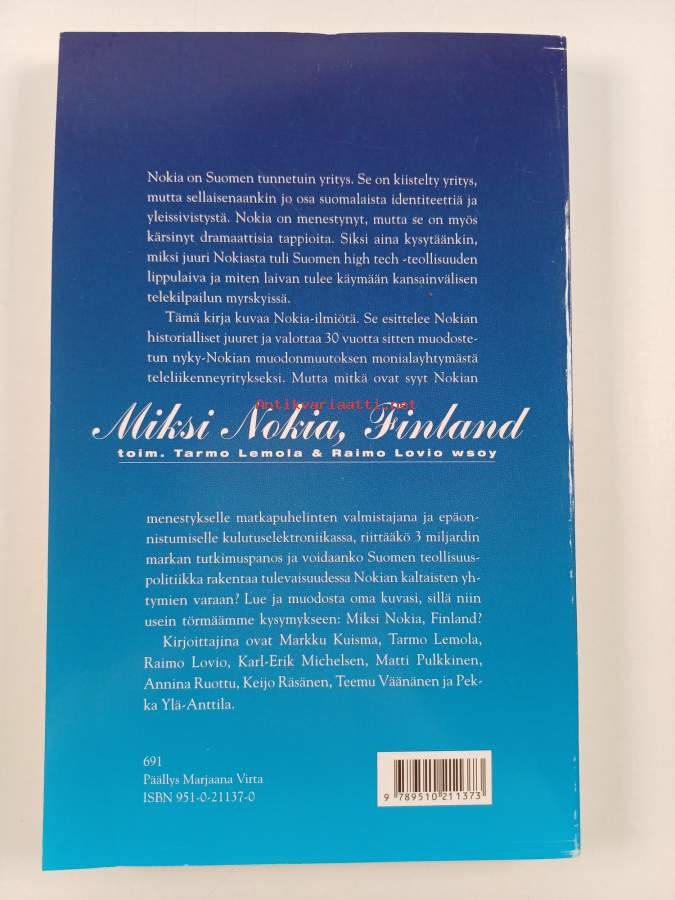 Nokia on Suomen tunnetuin yritys. Se on kiistelty yritys,
mutta sellaisenaankin jo osa suomalaista identiteettiä ja
yleissivistystä. Nokia on menestynyt, mutta se on myös
kärsinyt dramaattisia tappioita. Siksi aina kysytäänkin,
miksi juuri Nokiasta tuli Suomen high tech -teollisuuden
lippulaiva ja miten laivan tulee käymään kansainvälisen
telekilpailun myrskyissä.
Tämä kirja kuvaa Nokia-ilmiötä. Se esittelee Nokian
historialliset juuret ja valottaa 30 vuotta sitten muodoste-
tun nyky-Nokian muodonmuutoksen monialayhtymästä
teleliikenneyritykseksi. Mutta mitkä ovat syyt Nokian
Antikvariaatti.net
Miksi Nokia, Finland
toim. Tarmo Lemola & Raimo Lovio wsoy
menestykselle matkapuhelinten valmistajana ja epäon-
nistumiselle kulutuselektroniikassa, riittääkö 3 miljardin
markan tutkimuspanos ja voidaanko Suomen teollisuus-
politiikka rakentaa tulevaisuudessa Nokian kaltaisten yh-
tymien varaan? Lue ja muodosta oma kuvasi, sillä niin
usein törmäämme kysymykseen: Miksi Nokia, Finland?
Kirjoittajina ovat Markku Kuisma, Tarmo Lemola,
Raimo Lovio, Karl-Erik Michelsen, Matti Pulkkinen,
Annina Ruottu, Keijo Räsänen, Teemu Väänänen ja Pek-
ka Ylä-Anttila.
691
Päällys Marjaana Virta
ISBN 951-0-21137-0
9 789510 211373